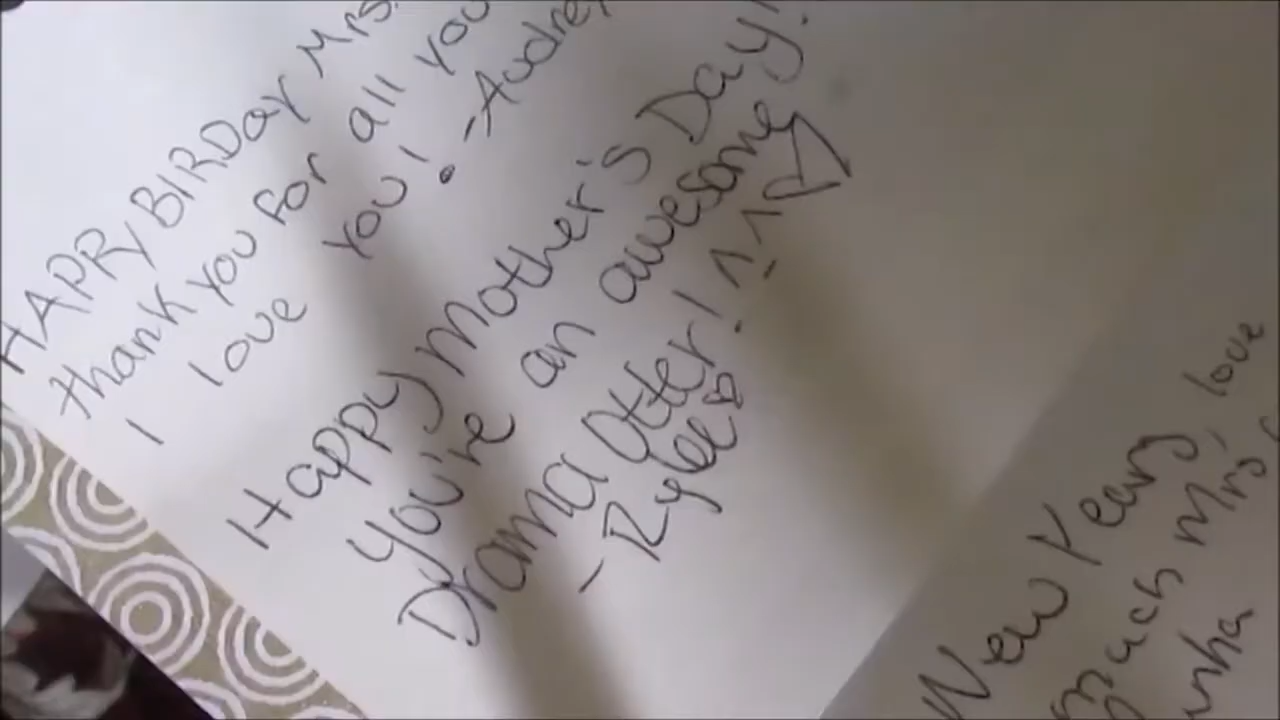 HAPPY BIRDay Mrs.
thank you for all you
I love you! -Audrey
Happy Mother's Day!
You're an awesome
Drama Otter! ^-^
-Rylee
New Years, love
much Mrs